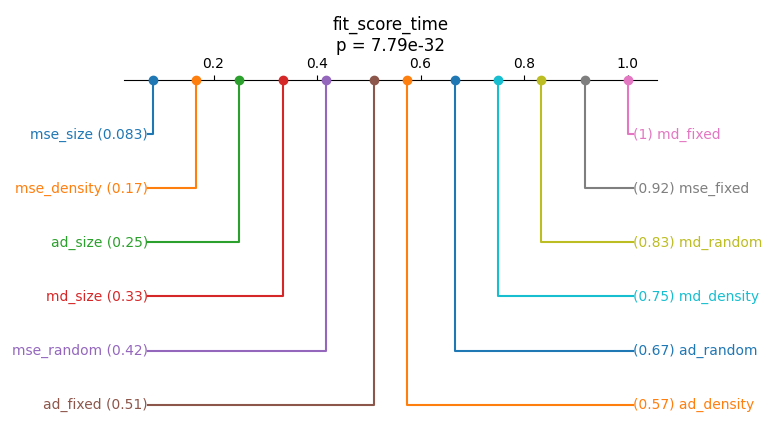 fit_score_time
p = 7.79e-32
0.2 0.4 0.6 0.8 1.0
mse_size (0.083) (1) md_fixed
mse_density (0.17) (0.92) mse_fixed
ad_size (0.25) (0.83) md_random
md_size (0.33) (0.75) md_density
mse_random (0.42) (0.67) ad_random
ad_fixed (0.51) (0.57) ad_density